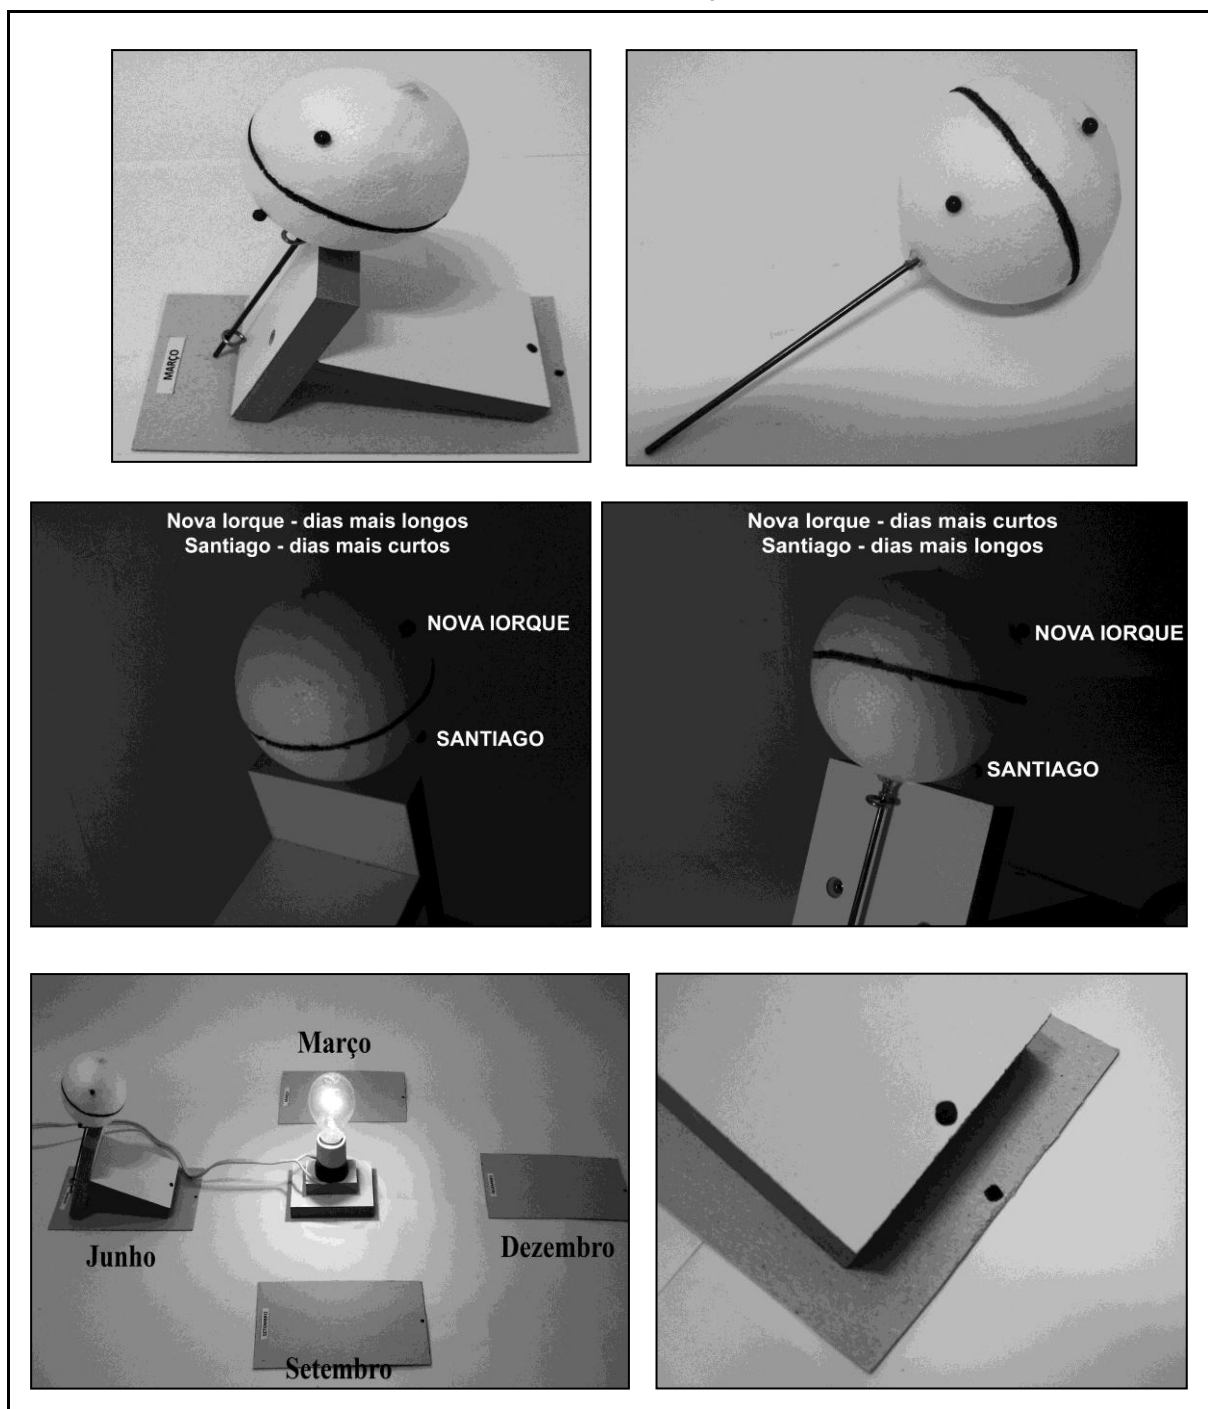 MARÇO
Nova Iorque - dias mais longos
Santiago - dias mais curtos
NOVA IORQUE
SANTIAGO
Nova Iorque - dias mais curtos
Santiago - dias mais longos
NOVA IORQUE
SANTIAGO
Março
Junho
Dezembro
Setembro